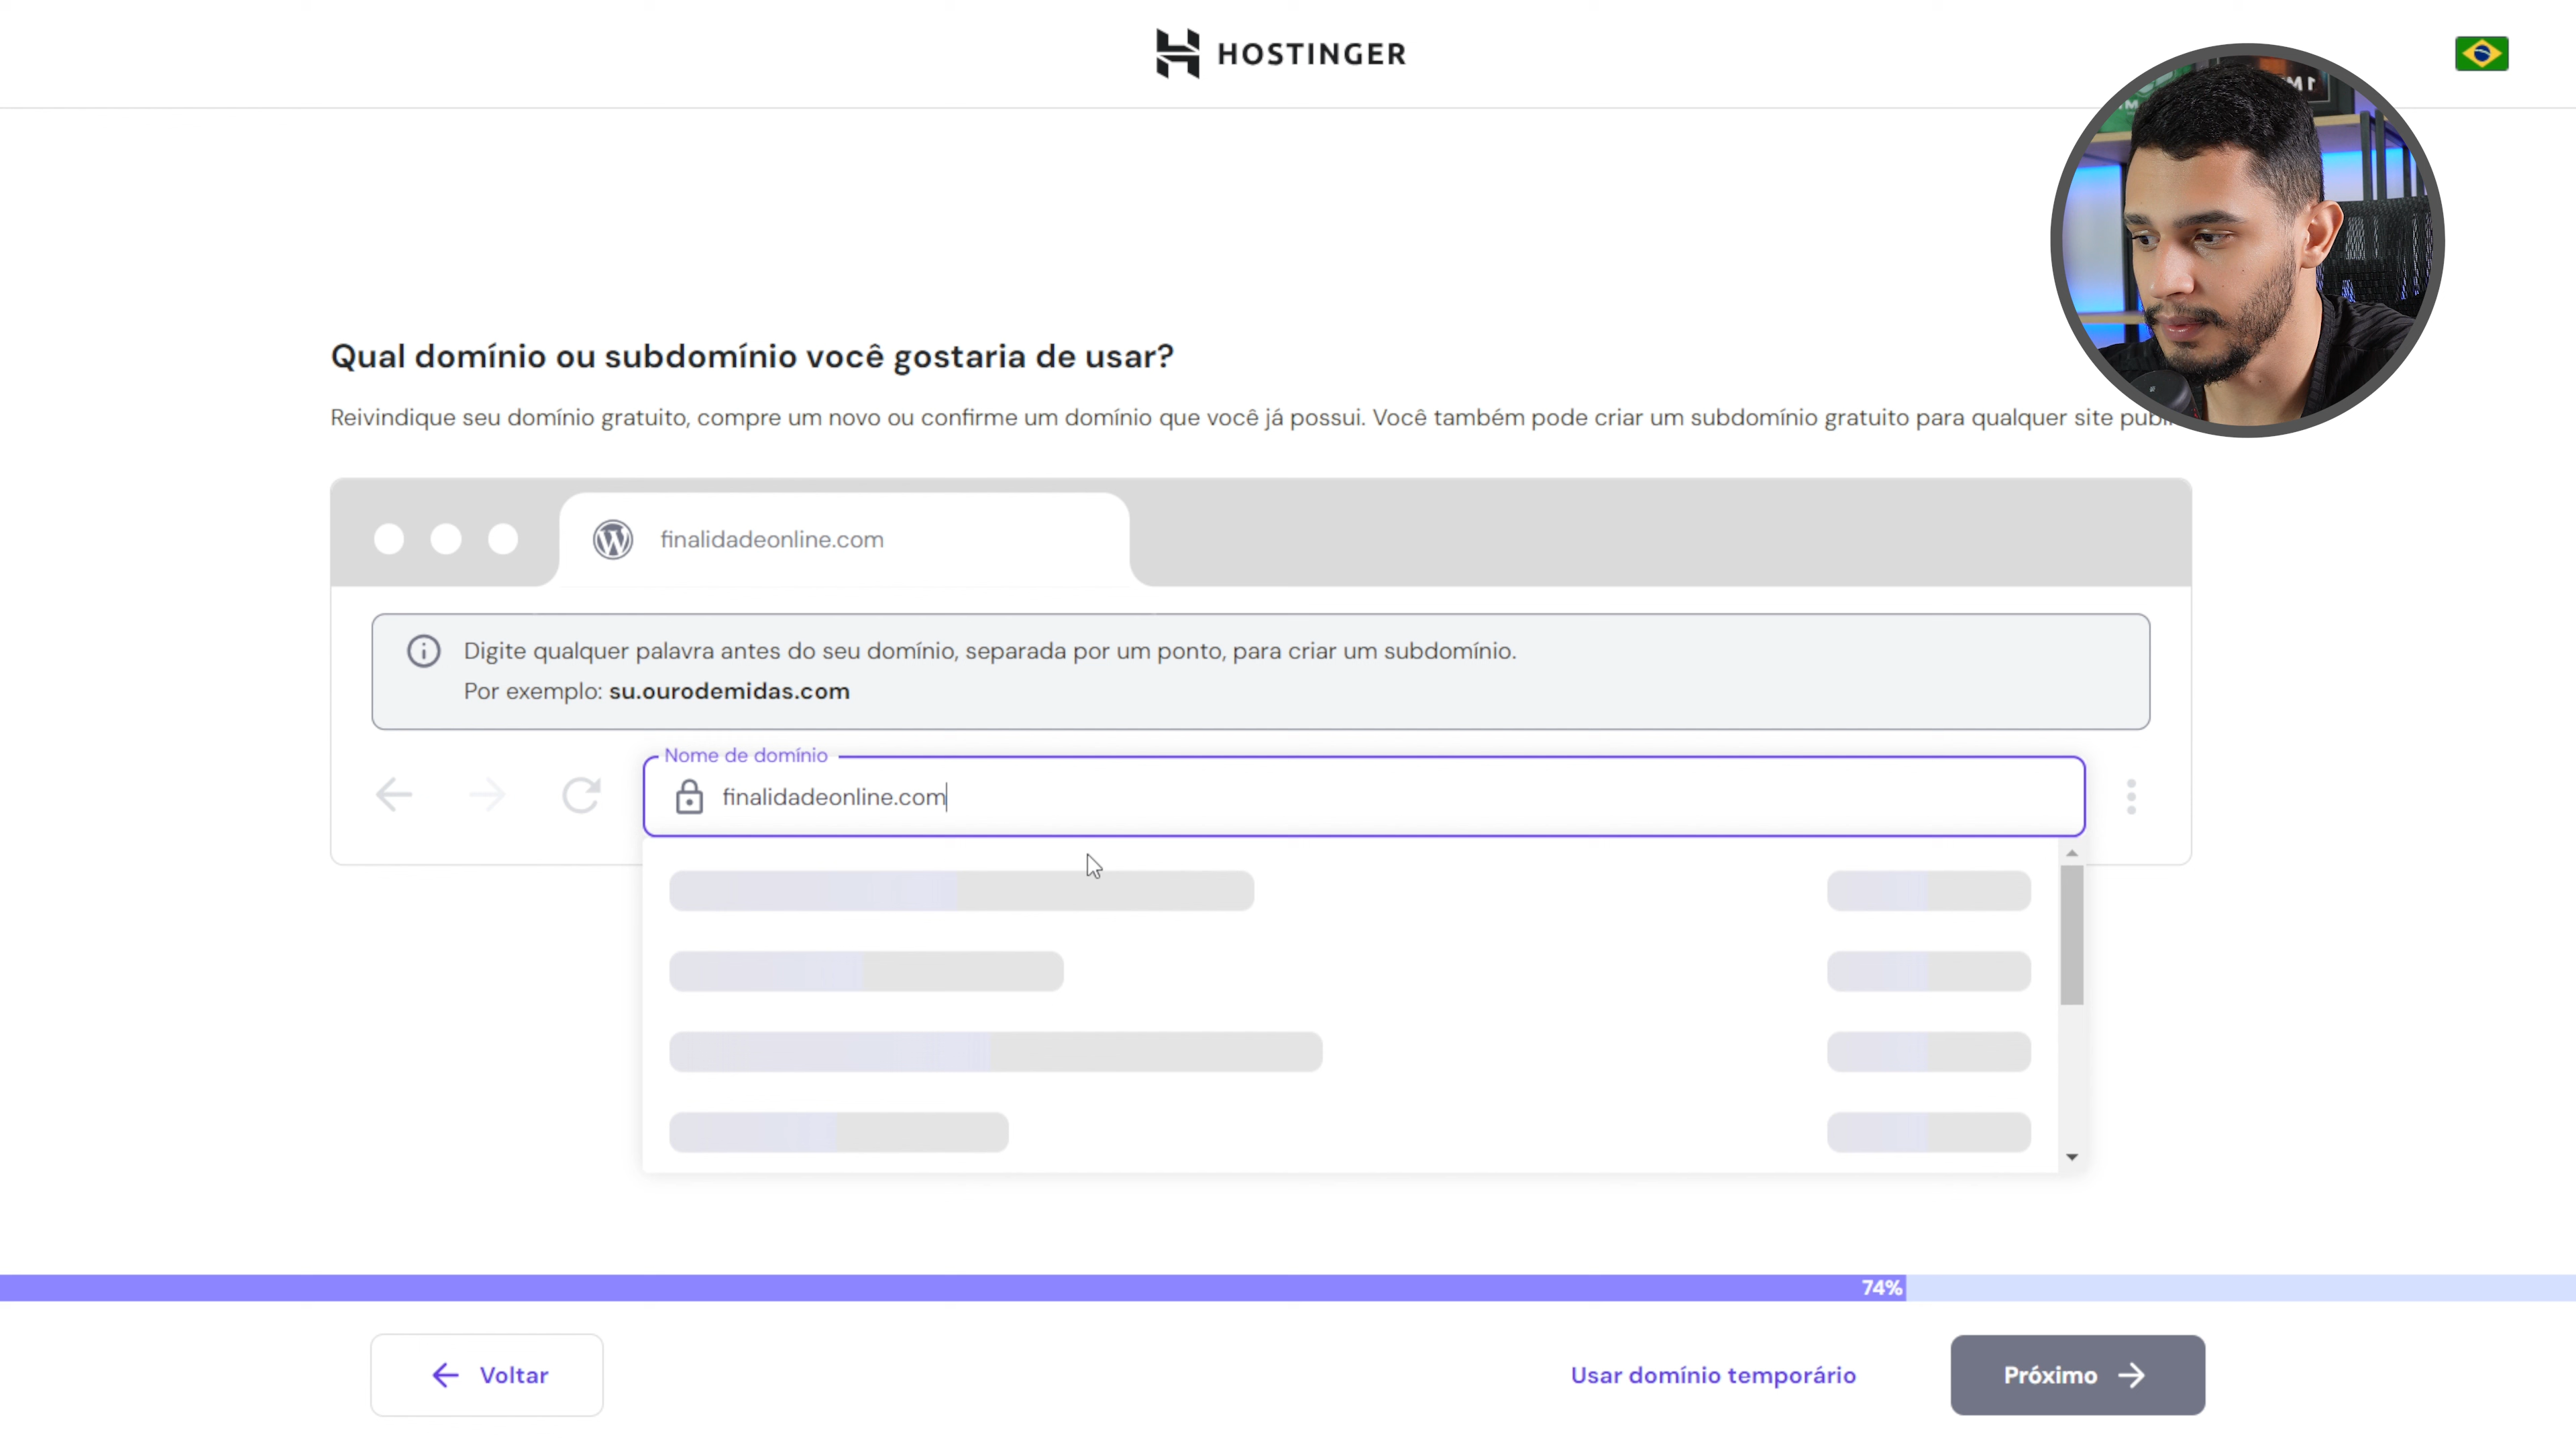 HOSTINGER
1 M
Qual domínio ou subdomínio você gostaria de usar?
Reivindique seu domínio gratuito, compre um novo ou confirme um domínio que você já possui. Você também pode criar um subdomínio gratuito para qualquer site
finalidadeonline.com
Digite qualquer palavra antes do seu domínio, separada por um ponto, para criar um subdomínio.
Por exemplo: su.ourodemidas.com
Nome de domínio
finalidadeonline.com
74%
Voltar
Usar domínio temporário
Próximo